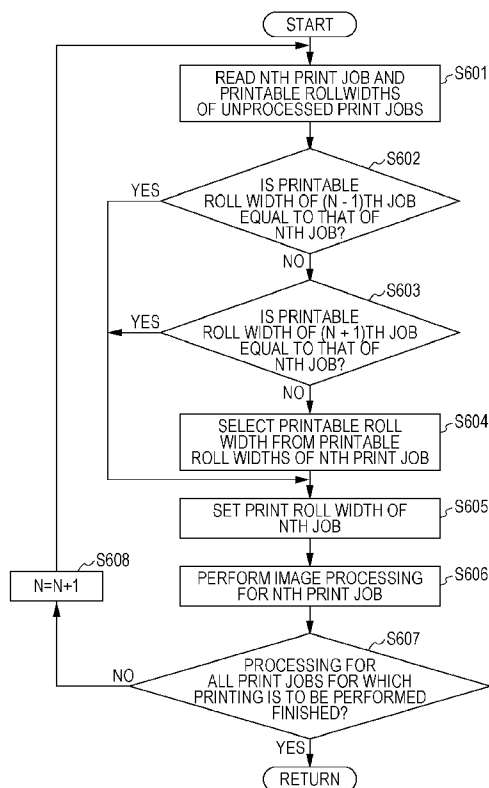 START
READ NTH PRINT JOB AND
PRINTABLE ROLLWIDTHS
OF UNPROCESSED PRINT JOBS
S601
S602
YES
IS PRINTABLE
ROLL WIDTH OF (N - 1)TH JOB
EQUAL TO THAT OF
NTH JOB?
NO
S603
YES
IS PRINTABLE
ROLL WIDTH OF (N + 1)TH JOB
EQUAL TO THAT OF
NTH JOB?
NO
SELECT PRINTABLE ROLL
WIDTH FROM PRINTABLE
ROLL WIDTHS OF NTH PRINT JOB
S604
SET PRINT ROLL WIDTH OF
NTH JOB
S605
S608
N=N+1
PERFORM IMAGE PROCESSING
FOR NTH PRINT JOB
S606
S607
NO
PROCESSING FOR
ALL PRINT JOBS FOR WHICH
PRINTING IS TO BE PERFORMED
FINISHED?
YES
RETURN